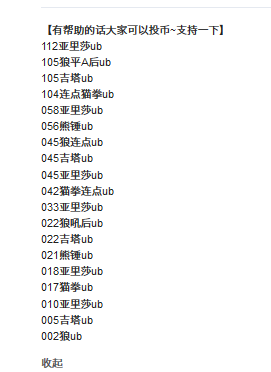 【有帮助的话大家可以投币~支持一下】
112亚里莎ub
105狼平A后ub
105吉塔ub
104连点猫拳ub
058亚里莎ub
056熊锤ub
045狼连点ub
045吉塔ub
045亚里莎ub
042猫拳连点ub
033亚里莎ub
022狼吼后ub
022吉塔ub
021熊锤ub
018亚里莎ub
017猫拳ub
010亚里莎ub
005吉塔ub
002狼ub
收起